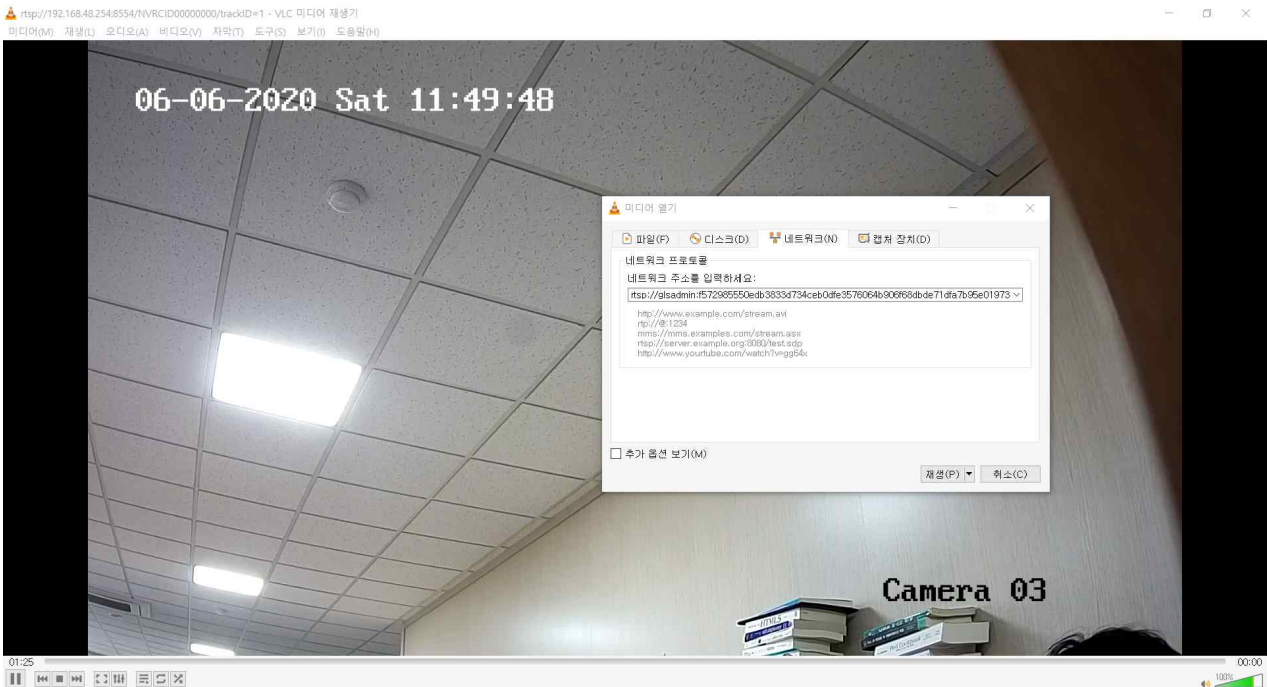 rtsp://192.168.48.254:8554/NVRCID00000000/trackID=1 - VLC 미디어 재생기
미디어(M) 재생(L) 오디오(A) 비디오(V) 자막(T) 도구(S) 보기(I) 도움말(H)
06-06-2020 Sat 11:49:48
미디어 열기
파일(F) 디스크(D) 네트워크(N) 캡처 장치(D)
네트워크 프로토콜
네트워크 주소를 입력하세요:
rtsp://glsadmin:f572985550edb3833d734ceb0dfe3576064b906f68dbde71dfa7b95e01973
http://www.example.com/stream.avi
rtp://@:1234
mms://mms.examples.com/stream.asx
rtsp://server.example.org:8080/test.sdp
http://www.yourtube.com/watch?v=gg64x
추가 옵션 보기(M)
재생(P) 취소(C)
Camera 03
HTML5
01:25 00:00
100%